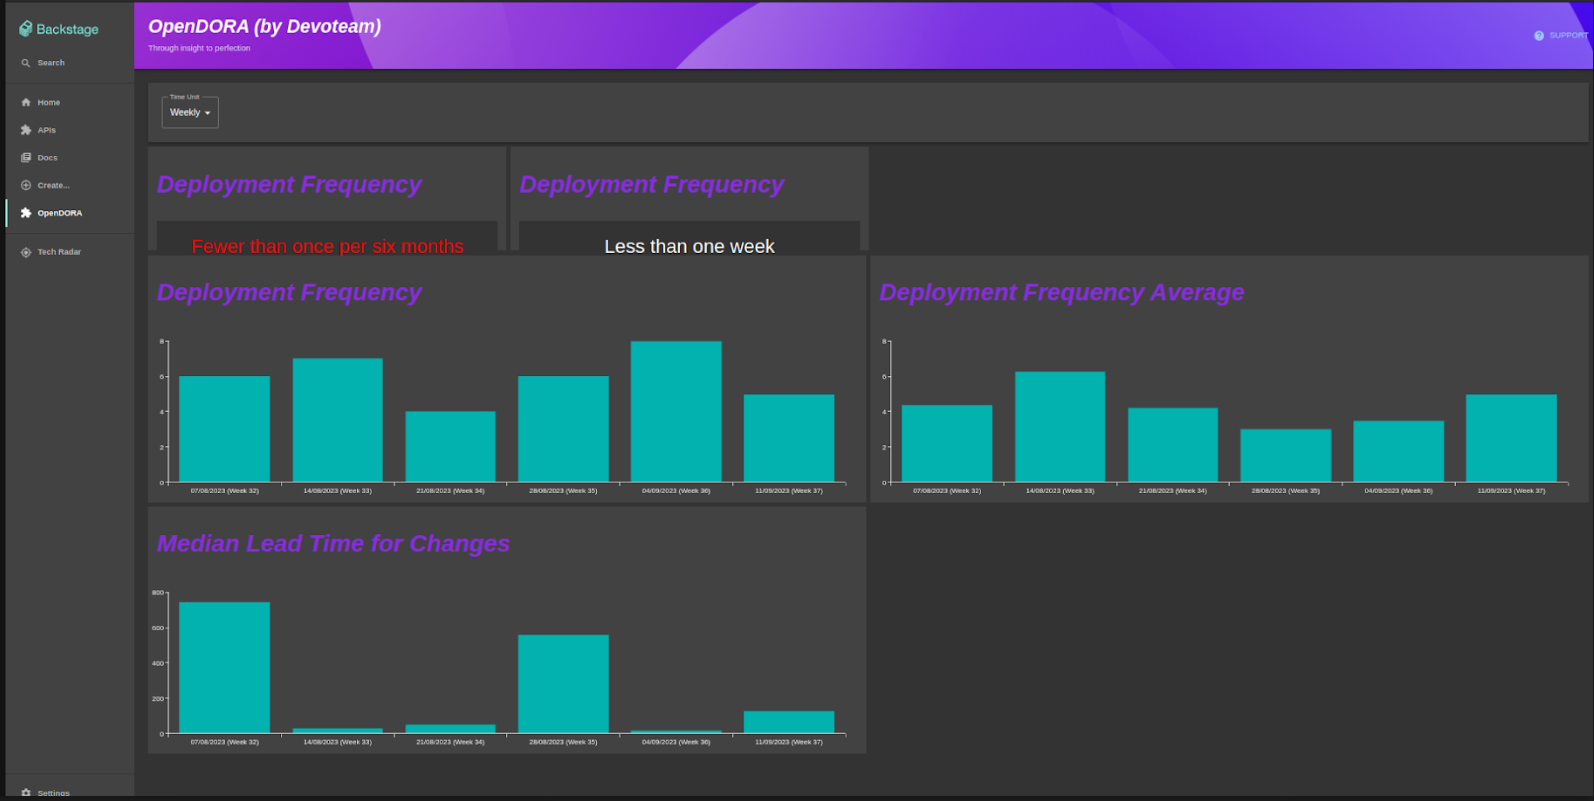 Backstage
Search
Home
APIs
Docs
Create...
OpenDORA
Tech Radar
Settings
OpenDORA (by Devoteam)
Through insight to perfection
SUPPORT
Time Unit
Weekly
Deployment Frequency
Fewer than once per six months
Deployment Frequency
Less than one week
Deployment Frequency
8
6
4
2
0
07/08/2023 (Week 32) 14/08/2023 (Week 33) 21/08/2023 (Week 34) 28/08/2023 (Week 35) 04/09/2023 (Week 36) 11/09/2023 (Week 37)
Deployment Frequency Average
8
6
4
2
0
07/08/2023 (Week 32) 14/08/2023 (Week 33) 21/08/2023 (Week 34) 28/08/2023 (Week 35) 04/09/2023 (Week 36) 11/09/2023 (Week 37)
Median Lead Time for Changes
800
600
400
200
0
07/08/2023 (Week 32) 14/08/2023 (Week 33) 21/08/2023 (Week 34) 28/08/2023 (Week 35) 04/09/2023 (Week 36) 11/09/2023 (Week 37)